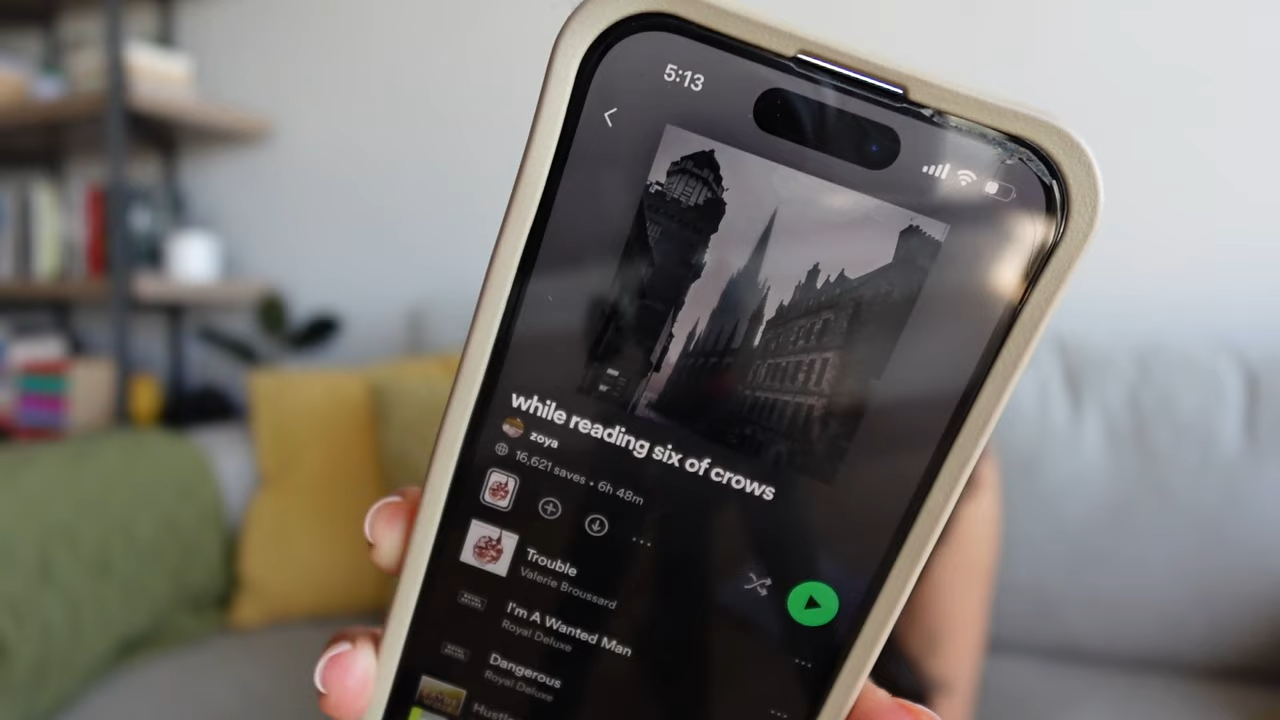 5:13
while reading six of crows
zoya
16,621 saves • 6h 48m
Trouble
Valerie Broussard
I'm A Wanted Man
Royal Deluxe
Dangerous
Royal Deluxe